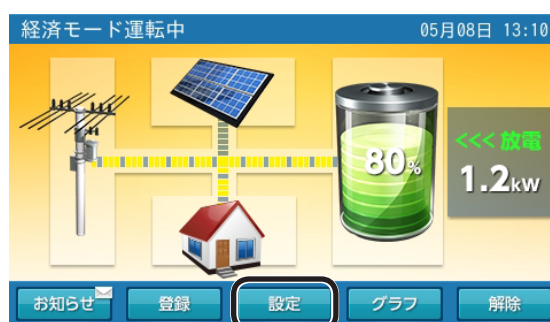 経済モード運転中 05月08日 13:10
80%
<<< 放電
1.2kW
お知らせ 登録 設定 グラフ 解除